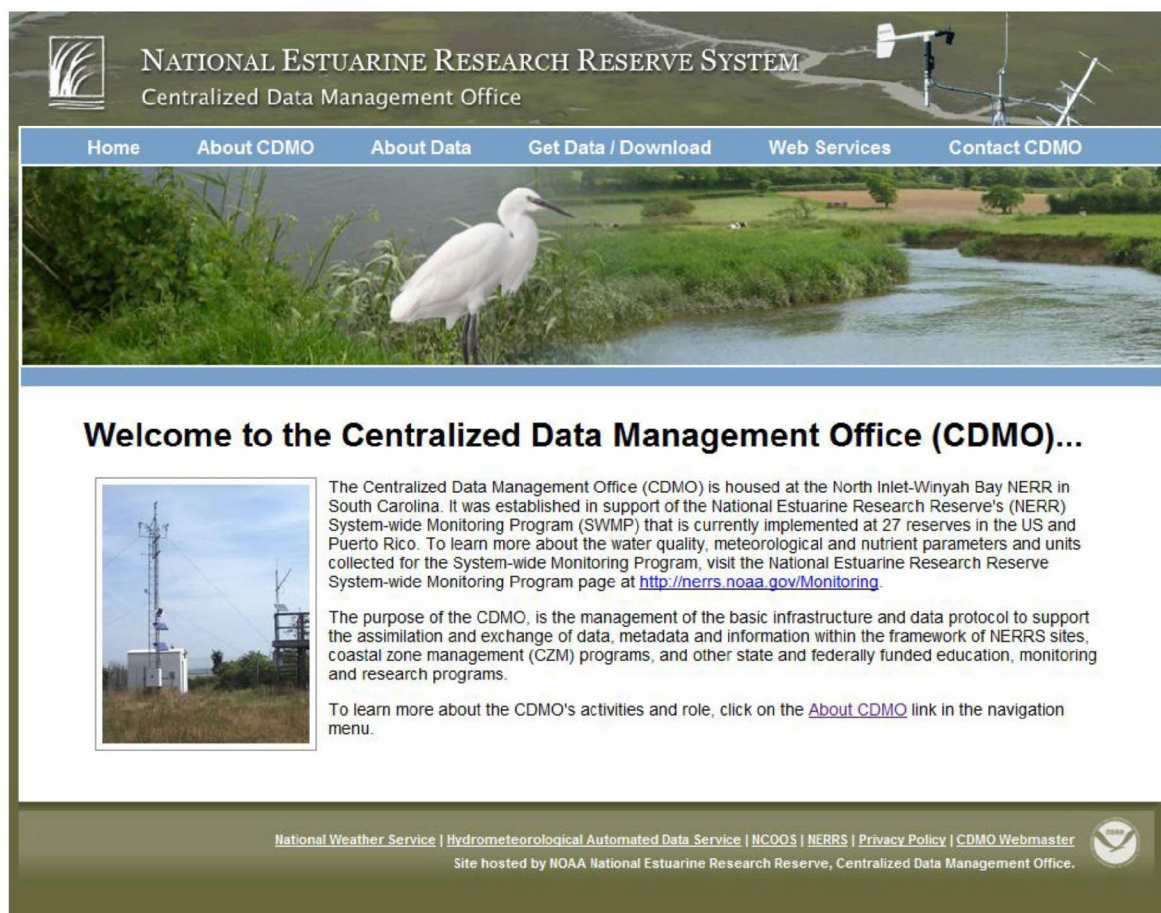 NATIONAL ESTUARINE RESEARCH RESERVE SYSTEM
Centralized Data Management Office
Home About CDMO About Data Get Data / Download Web Services Contact CDMO
Welcome to the Centralized Data Management Office (CDMO)...
The Centralized Data Management Office (CDMO) is housed at the North Inlet-Winyah Bay NERR in
South Carolina. It was established in support of the National Estuarine Research Reserve's (NERR)
System-wide Monitoring Program (SWMP) that is currently implemented at 27 reserves in the US and
Puerto Rico. To learn more about the water quality, meteorological and nutrient parameters and units
collected for the System-wide Monitoring Program, visit the National Estuarine Research Reserve
System-wide Monitoring Program page at http://nerrs.noaa.gov/Monitoring.
The purpose of the CDMO, is the management of the basic infrastructure and data protocol to support
the assimilation and exchange of data, metadata and information within the framework of NERRS sites,
coastal zone management (CZM) programs, and other state and federally funded education, monitoring
and research programs.
To learn more about the CDMO's activities and role, click on the About CDMO link in the navigation
menu.
National Weather Service | Hydrometeorological Automated Data Service | NCOOS | NERRS | Privacy Policy | CDMO Webmaster
Site hosted by NOAA National Estuarine Research Reserve, Centralized Data Management Office.
NOAA